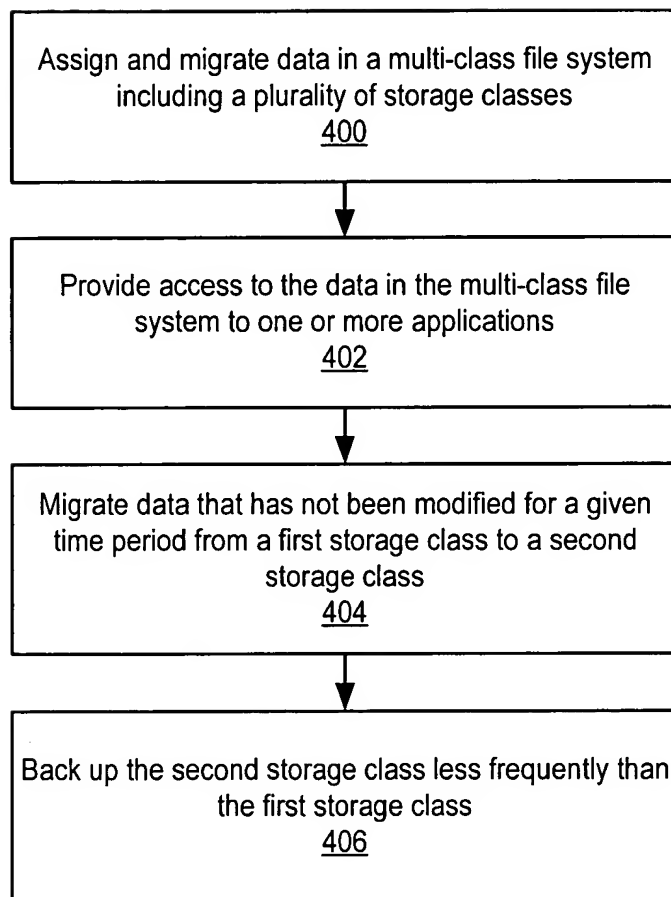 Assign and migrate data in a multi-class file system
including a plurality of storage classes
400
Provide access to the data in the multi-class file
system to one or more applications
402
Migrate data that has not been modified for a given
time period from a first storage class to a second
storage class
404
Back up the second storage class less frequently than
the first storage class
406